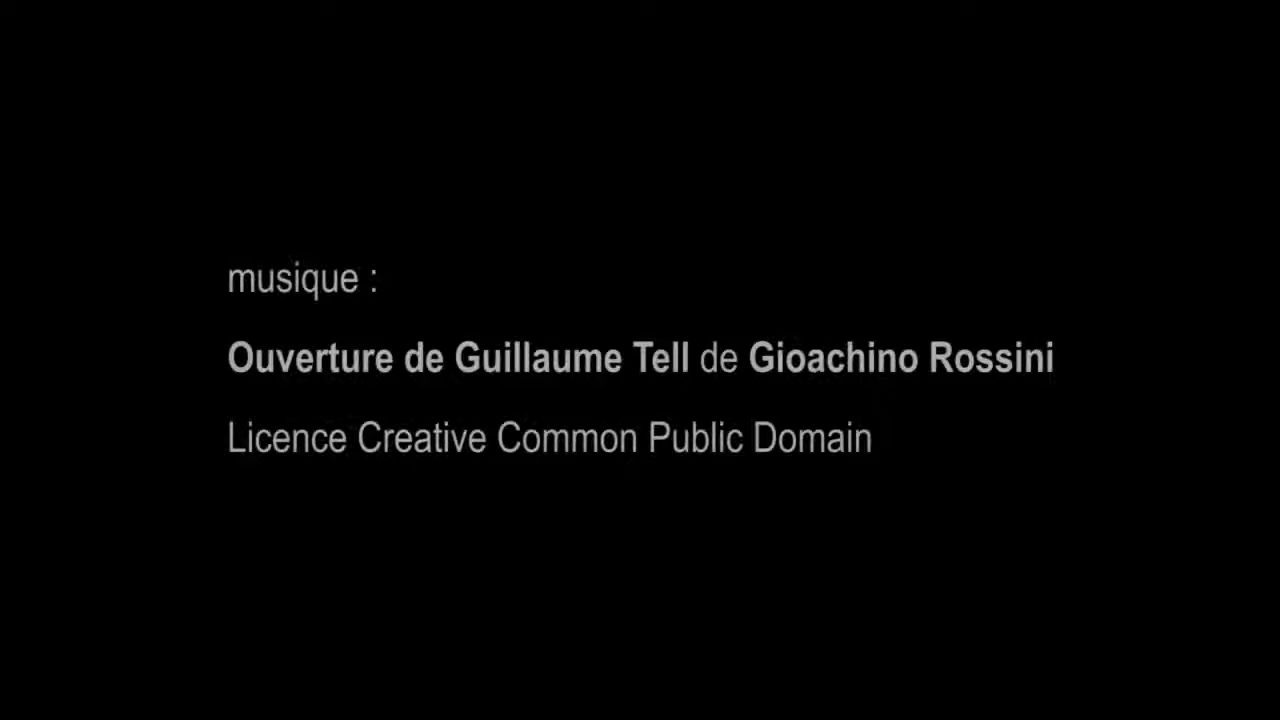 musique :
Ouverture de Guillaume Tell de Gioachino Rossini
Licence Creative Common Public Domain